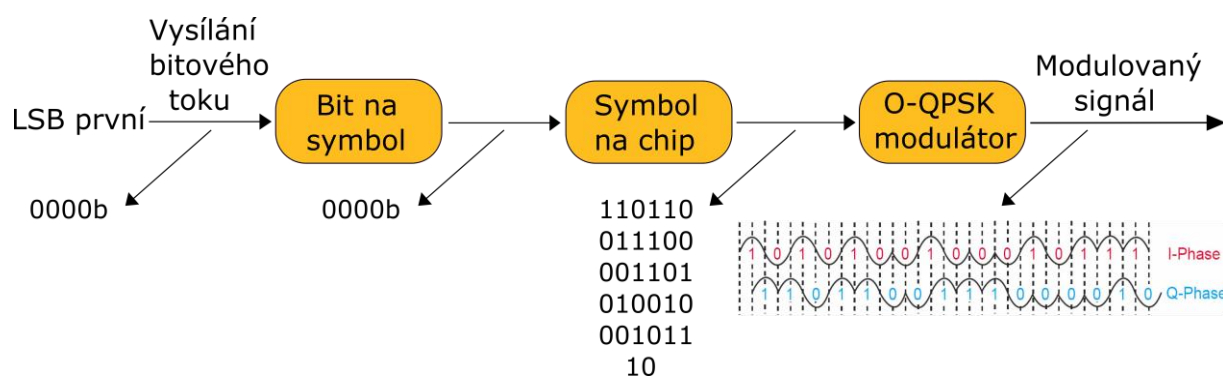 Vysílání
bitového
toku
LSB první
Bit na
symbol
Symbol
na chip
O-QPSK
modulátor
Modulovaný
signál
0000b
0000b
110110
011100
001101
010010
001011
10
1 0 1 0 1 0 0 1 0 0 0 1 0 1 1 1 I-Phase
1 1 0 1 1 0 0 1 1 1 0 0 0 0 1 0 Q-Phase